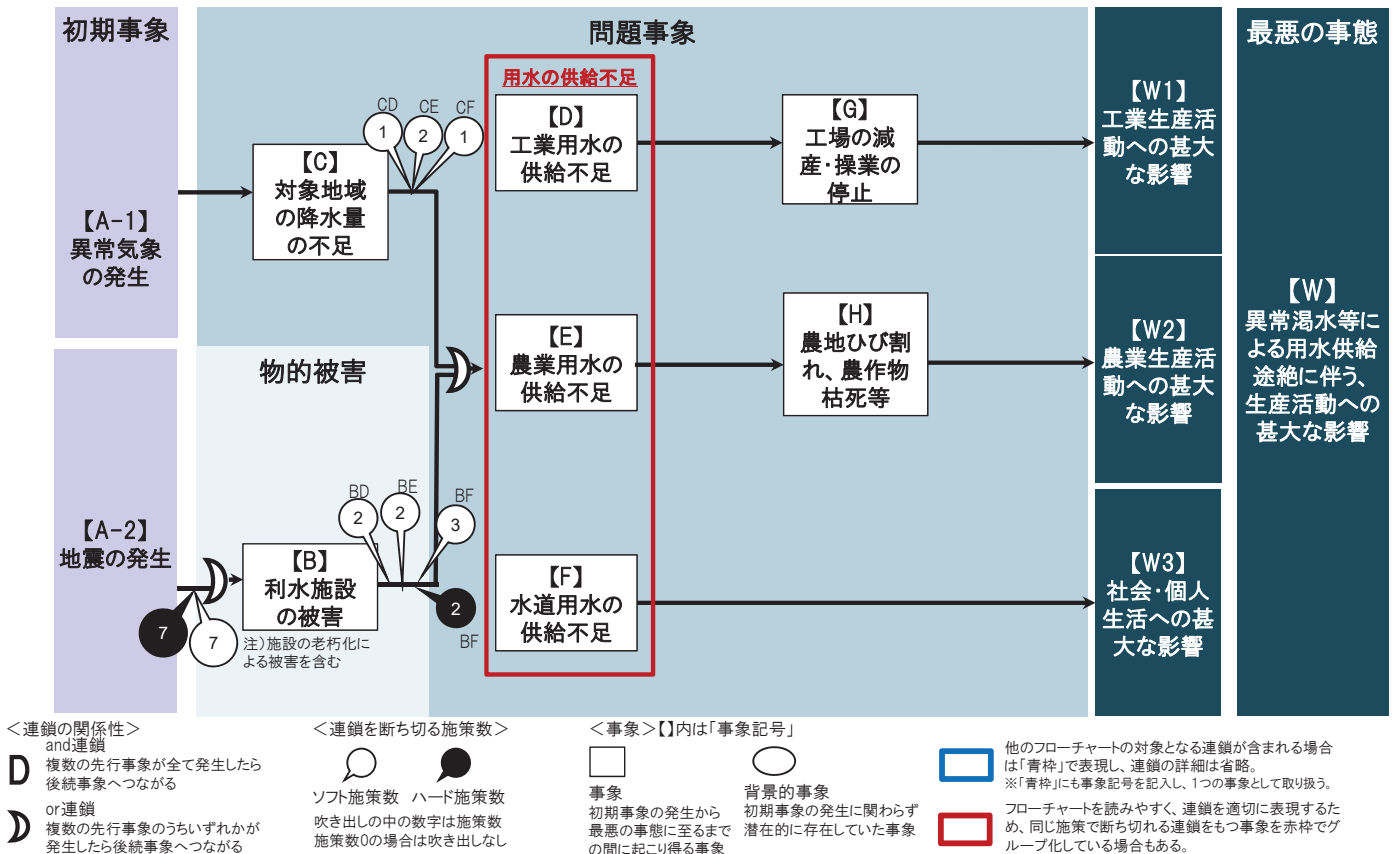 初期事象
問題事象
最悪の事態
用水の供給不足
【A-1】
異常気象
の発生
【C】
対象地域
の降水量
の不足
CD
CE
CF
1
2
1
【D】
工業用水の
供給不足
【G】
工場の減
産・操業の
停止
【W1】
工業生産活
動への甚大
な影響
【E】
農業用水の
供給不足
【H】
農地ひび割
れ、農作物
枯死等
【W2】
農業生産活
動への甚大
な影響
【W】
異常渇水等に
よる用水供給
途絶に伴う、
生産活動への
甚大な影響
物的被害
【A-2】
地震の発生
7
7
【B】
利水施設
の被害
注)施設の老朽化に
よる被害を含む
BD
BE
BF
2
2
3
2
BF
【F】
水道用水の
供給不足
【W3】
社会・個人
生活への甚
大な影響
＜連鎖の関係性＞
and連鎖
複数の先行事象が全て発生したら
後続事象へつながる
or連鎖
複数の先行事象のうちいずれかが
発生したら後続事象へつながる
＜連鎖を断ち切る施策数＞
ソフト施策数 ハード施策数
吹き出しの中の数字は施策数
施策数0の場合は吹き出しなし
＜事象＞【】内は「事象記号」
事象
初期事象の発生から
最悪の事態に至るまで
の間に起こり得る事象
背景的事象
初期事象の発生に関わらず
潜在的に存在していた事象
他のフローチャートの対象となる連鎖が含まれる場合
は「青枠」で表現し、連鎖の詳細は省略。
※「青枠」にも事象記号を記入し、1つの事象として取り扱う。
フローチャートを読みやすく、連鎖を適切に表現するた
め、同じ施策で断ち切れる連鎖をもつ事象を赤枠でグ
ループ化している場合もある。